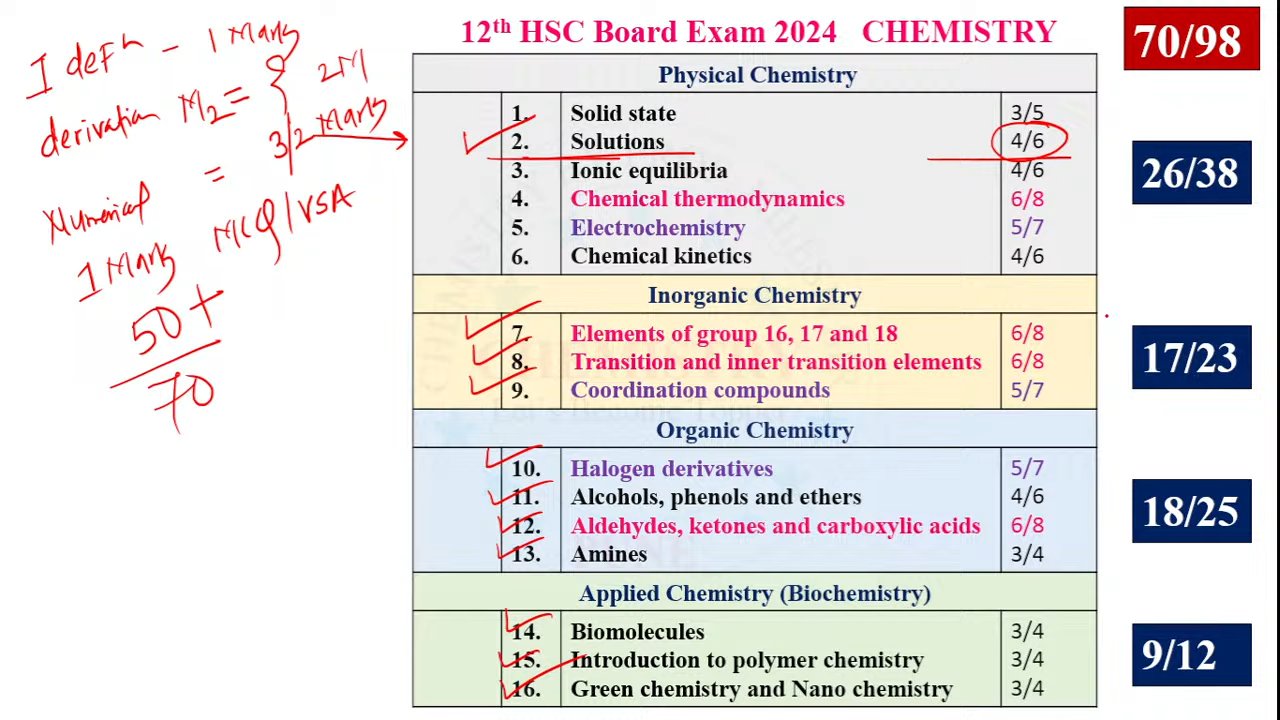 12th HSC Board Exam 2024 CHEMISTRY
70/98
I deFn - 1 Mark
derivation M2 = { 2M
3/2 Marks
Numerical =
1 Mark MCQ/VSA
50+
70
Physical Chemistry
1. Solid state 3/5
2. Solutions 4/6
3. Ionic equilibria 4/6
4. Chemical thermodynamics 6/8
5. Electrochemistry 5/7
6. Chemical kinetics 4/6
26/38
Inorganic Chemistry
7. Elements of group 16, 17 and 18 6/8
8. Transition and inner transition elements 6/8
9. Coordination compounds 5/7
17/23
Organic Chemistry
10. Halogen derivatives 5/7
11. Alcohols, phenols and ethers 4/6
12. Aldehydes, ketones and carboxylic acids 6/8
13. Amines 3/4
18/25
Applied Chemistry (Biochemistry)
14. Biomolecules 3/4
15. Introduction to polymer chemistry 3/4
16. Green chemistry and Nano chemistry 3/4
9/12